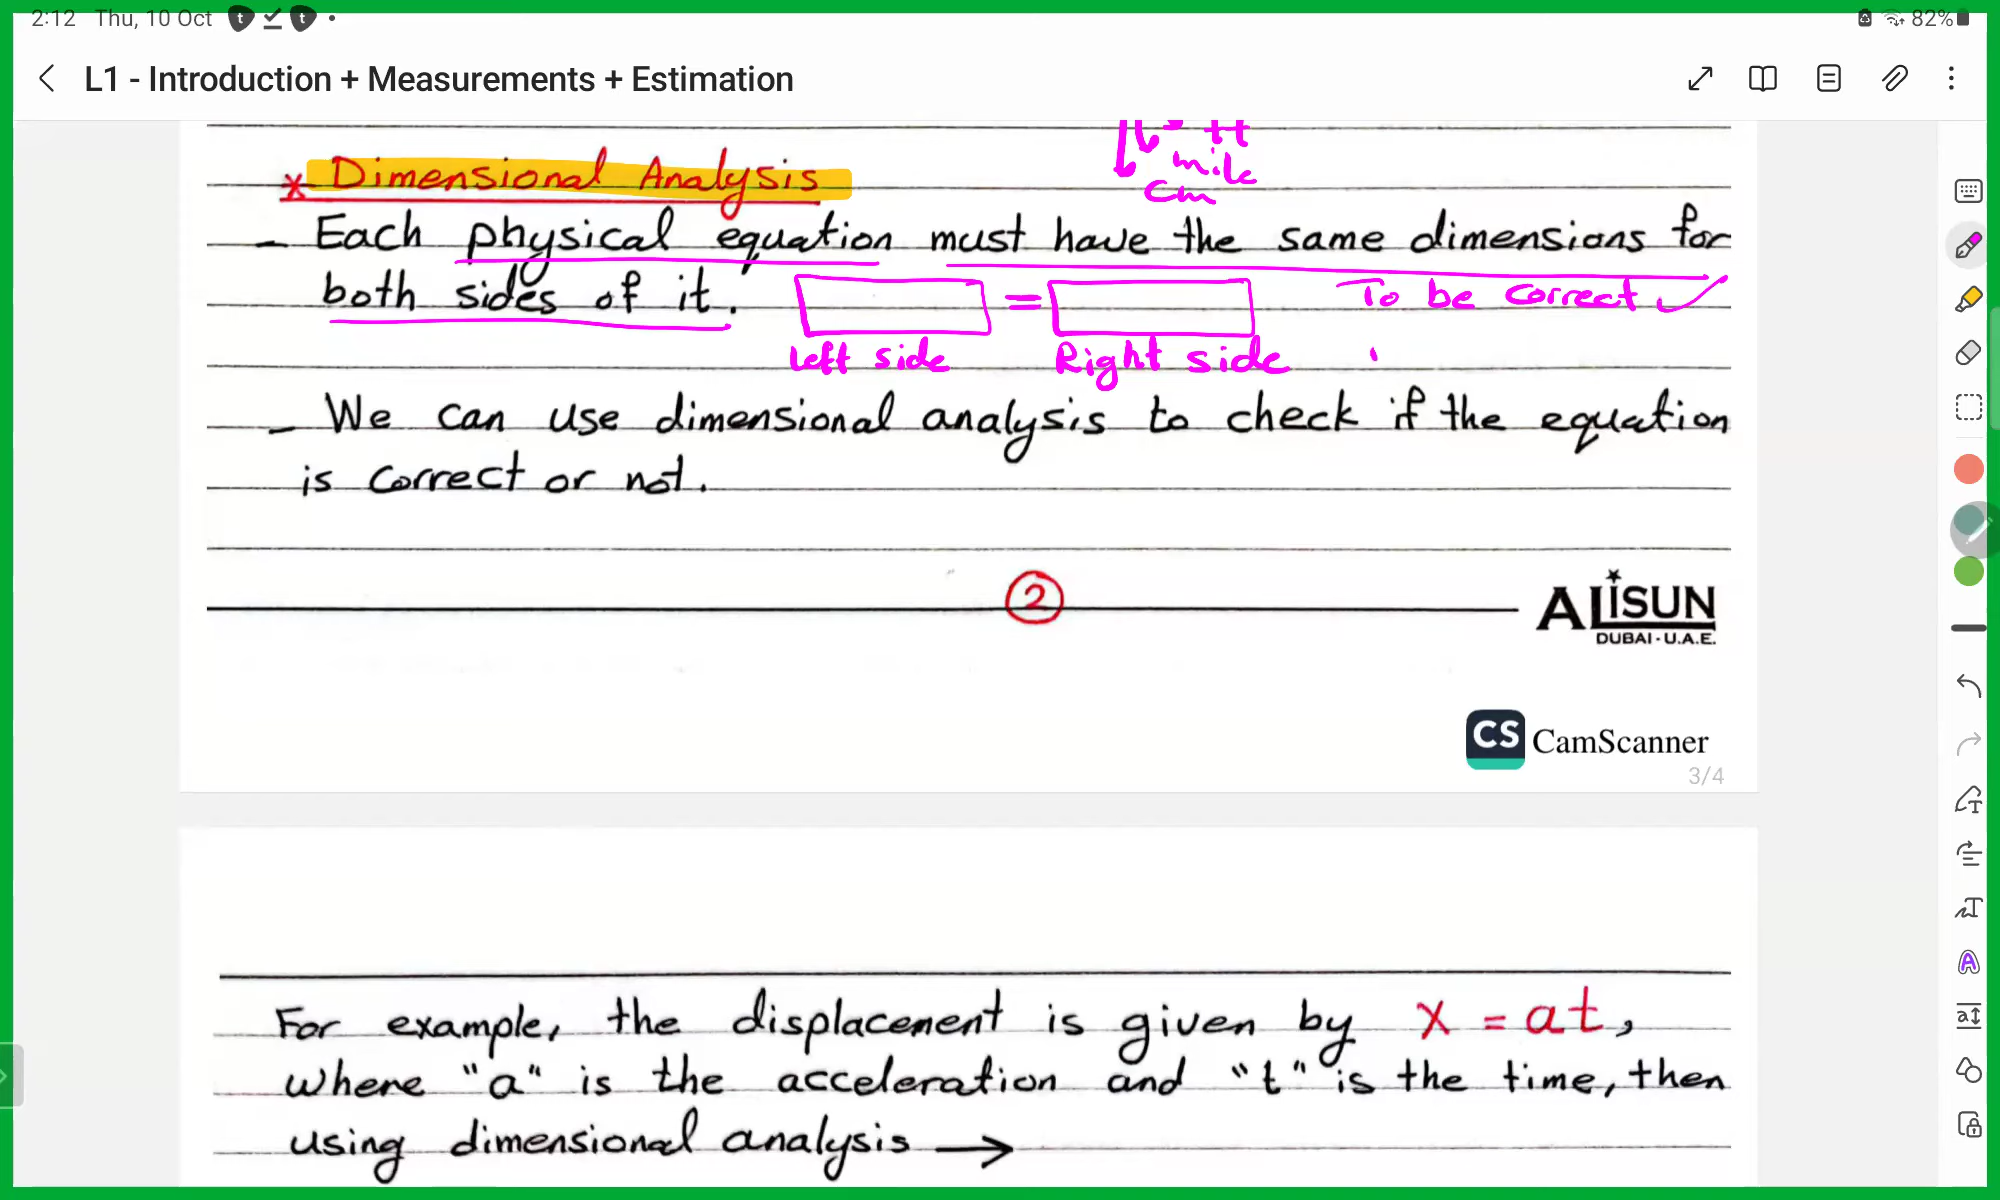 2:12 Thu, 10 Oct
82%
L1 - Introduction + Measurements + Estimation
ft
mile
cm
* Dimensional Analysis
- Each physical equation must have the same dimensions for
both sides of it. = To be correct ✓
Left side Right side
- We can use dimensional analysis to check if the equation
is correct or not.
2
ALISUN
DUBAI - U.A.E.
CS CamScanner
3/4
For example, the displacement is given by x = at,
where "a" is the acceleration and "t" is the time, then
using dimensional analysis →